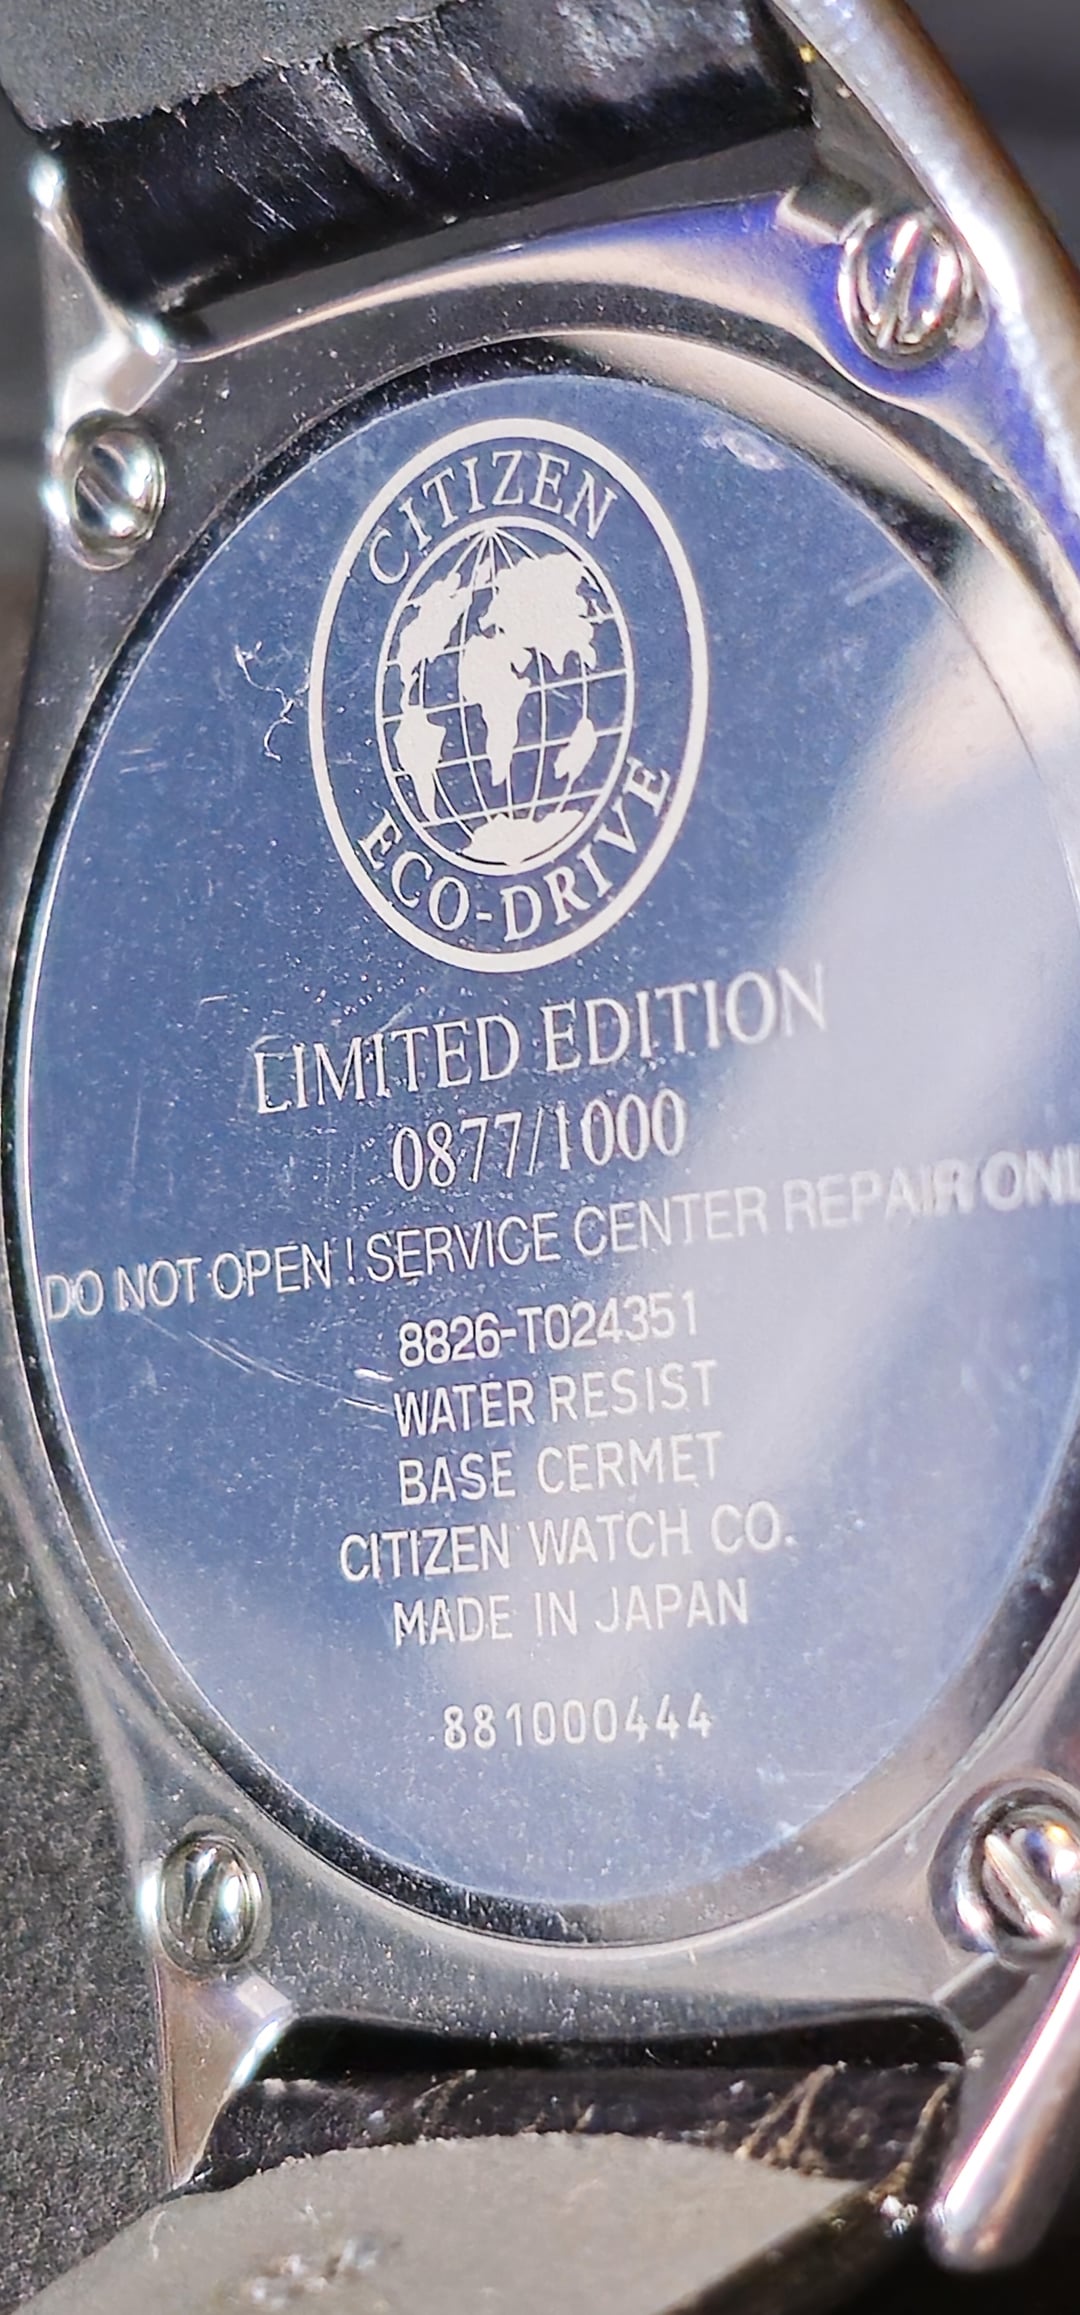 CITIZEN
ECO-DRIVE
LIMITED EDITION
0877/1000
DO NOT OPEN ! SERVICE CENTER REPAIR ONL
8826-T024351
WATER RESIST
BASE CERMET
CITIZEN WATCH CO.
MADE IN JAPAN
881000444